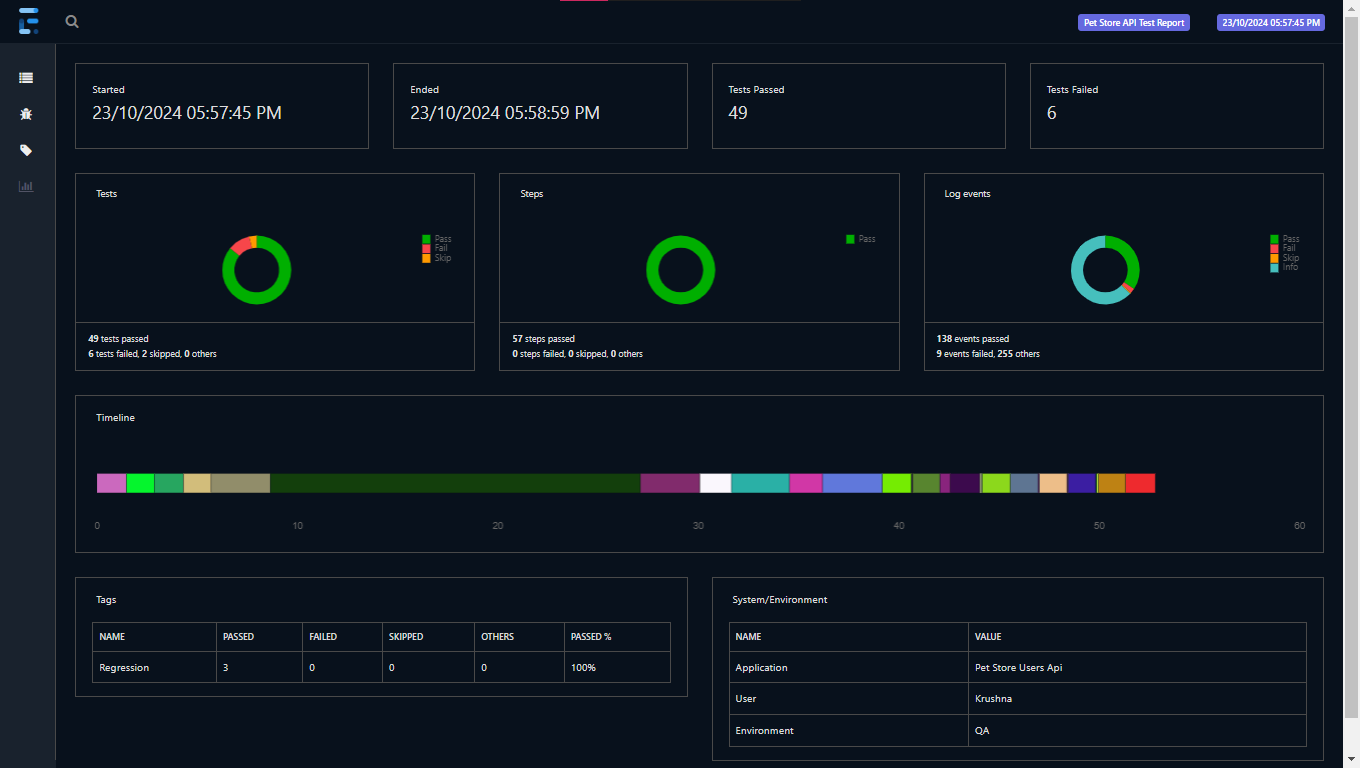 Pet Store API Test Report 23/10/2024 05:57:45 PM
Started
23/10/2024 05:57:45 PM
Ended
23/10/2024 05:58:59 PM
Tests Passed
49
Tests Failed
6
Tests
Pass
Fail
Skip
49 tests passed
6 tests failed, 2 skipped, 0 others
Steps
Pass
57 steps passed
0 steps failed, 0 skipped, 0 others
Log events
Pass
Fail
Skip
Info
138 events passed
9 events failed, 255 others
Timeline
0 10 20 30 40 50 60
Tags
NAME PASSED FAILED SKIPPED OTHERS PASSED %
Regression 3 0 0 0 100%
System/Environment
NAME VALUE
Application Pet Store Users Api
User Krushna
Environment QA